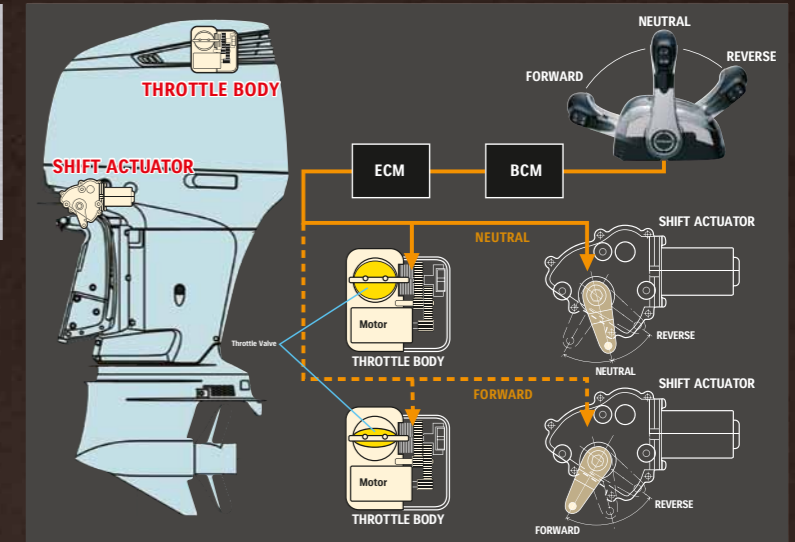 NEUTRAL
REVERSE
FORWARD
THROTTLE BODY
SHIFT ACTUATOR
ECM
BCM
SHIFT ACTUATOR
NEUTRAL
Motor
Throttle Valve
REVERSE
THROTTLE BODY
NEUTRAL
SHIFT ACTUATOR
FORWARD
Motor
REVERSE
THROTTLE BODY
FORWARD